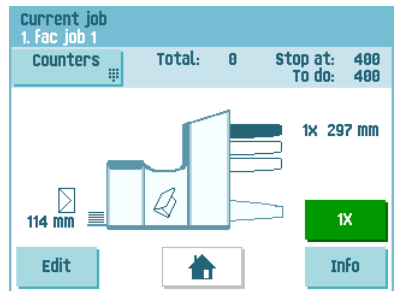 Current job
1. fac job 1
Counters
Total: 0
Stop at: 400
To do: 400
1X 297 mm
114 mm
1X
Edit
Info